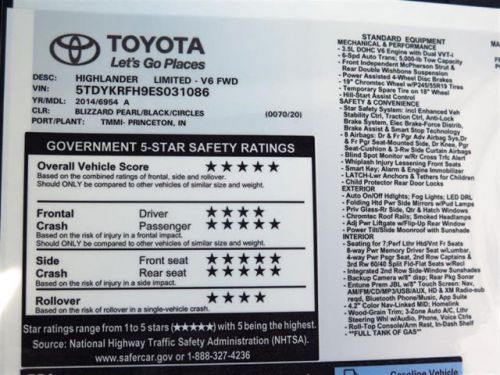 TOYOTA
Let's Go Places
DESC: HIGHLANDER LIMITED - V6 FWD
VIN: 5TDYKRFH9ES031086
YR/MDL: 2014/6954 A
CLR: BLIZZARD PEARL/BLACK/CIRCLES (0070/20)
PORT/PLANT: TMMI- PRINCETON, IN
GOVERNMENT 5-STAR SAFETY RATINGS
Overall Vehicle Score ★★★★★
Based on the combined ratings of frontal, side and rollover.
Should ONLY be compared to other vehicles of similar size and weight.
Frontal Driver ★★★★
Crash Passenger ★★★★★
Based on risk of injury in a frontal impact.
Should ONLY be compared to other vehicles of similar size and weight.
Side Front seat ★★★★★
Crash Rear seat ★★★★★
Based on risk of injury in a side impact.
Rollover ★★★★
Based on risk of rollover in a single-vehicle crash.
Star ratings range from 1 to 5 stars (★★★★★) with 5 being the highest.
Source: National Highway Traffic Safety Administration (NHTSA).
www.safercar.gov or 1-888-327-4236
STANDARD EQUIPMENT
MECHANICAL & PERFORMANCE
- 3.5L DOHC V6 Engine with Dual VVT-i
- 6-Spd Auto Trans; 5,000-lb Tow Capacity
- Front Independent McPherson Strut &
Rear Double Wishbone Suspension
- Power Assisted 4-Wheel Disc Brakes
- 19" Chromtec Wheel w/P245/55R19 Tires
- Temporary Spare Tire on 18" Wheel
- Hill-Start Assist Control
SAFETY & CONVENIENCE
- Star Safety System: incl Enhanced Veh
Stability Ctrl, Traction Ctrl, Anti-Lock
Brake System, Elec Brake-Force Distrib,
Brake Assist & Smart Stop Technology
- 8 Airbags: Dr & Fr Psgr Adv Airbag Sys,Dr
& Fr Psgr Seat-Mounted Side, Dr Knee, Psgr
Seat-Cushion & 3-Row Side Curtain Airbags
- Blind Spot Monitor w/Rr Cross Trfc Alert
- Whiplash Injury Lessening Front Seats
- Smart Key; Alarm & Engine Immobilizer
- LATCH-Lwr Anchors & Tethers for Children
- Child Protector Rear Door Locks
EXTERIOR
- Auto On/Off Hdlghts; Fog Lights; LED DRL
- Folding Htd Pwr Side Mirrors w/Pud Lamps
- Priv Glass-Rr Side, Qtr & Hatch Windows
- Chromtec Roof Rails; Smoked Headlamps
- Adj Pwr Liftgate w/Flip-Up Rear Window
- Power Tilt/Slide Moonroof with Sunshade
INTERIOR
- Seating for 7;Perf Lthr Htd/Vnt Fr Seats
8-way Pwr Memory Driver Seat w/Lumbar,
4-way Pwr Psgr Seat, 2nd Row Captains &
3rd Rw 60/40 Split Fld-Flat Seats w/Recl
- Integrated 2nd Row Side-Window Sunshades
- Backup Camera w/8" disp; Rear Pkg Sonar
- Entune Prem JBL w/8" Touch Screen: Nav,
AM/FM/CD/MP3/USB/AUX, HD & XM Radio-sub
reqd, Bluetooth Phone/Music, App Suite
- 4.2" Color Nav-Linked MID; Homelink
- Wood-Grain Trim; 3-Zone Auto A/C, Lthr
Steering Whl w/Audio, Phone, Voice Ctrls
- Roll-Top Console/Arm Rest, In-Dash Shelf
- **FULL TANK OF GAS**
Gasoline Vehicle